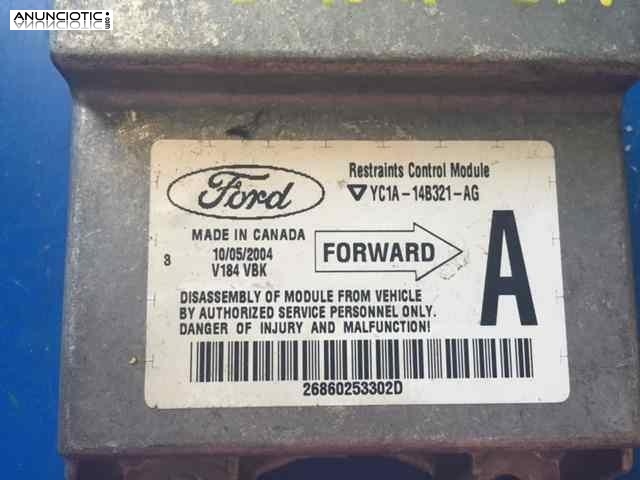 ANUNCIOTIC.com
Ford
Restraints Control Module
YC1A-14B321-AG
MADE IN CANADA
10/05/2004
V184 VBK
3
FORWARD
A
DISASSEMBLY OF MODULE FROM VEHICLE
BY AUTHORIZED SERVICE PERSONNEL ONLY.
DANGER OF INJURY AND MALFUNCTION!
26860253302D